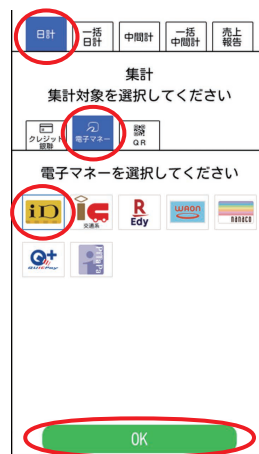 日計 一括日計 中間計 一括中間計 売上報告
集計
集計対象を選択してください
クレジット銀聯 電子マネー QR
電子マネーを選択してください
iD 交通系 R Edy WAON nanaco
Q+ QUICPay PiTaPa
OK